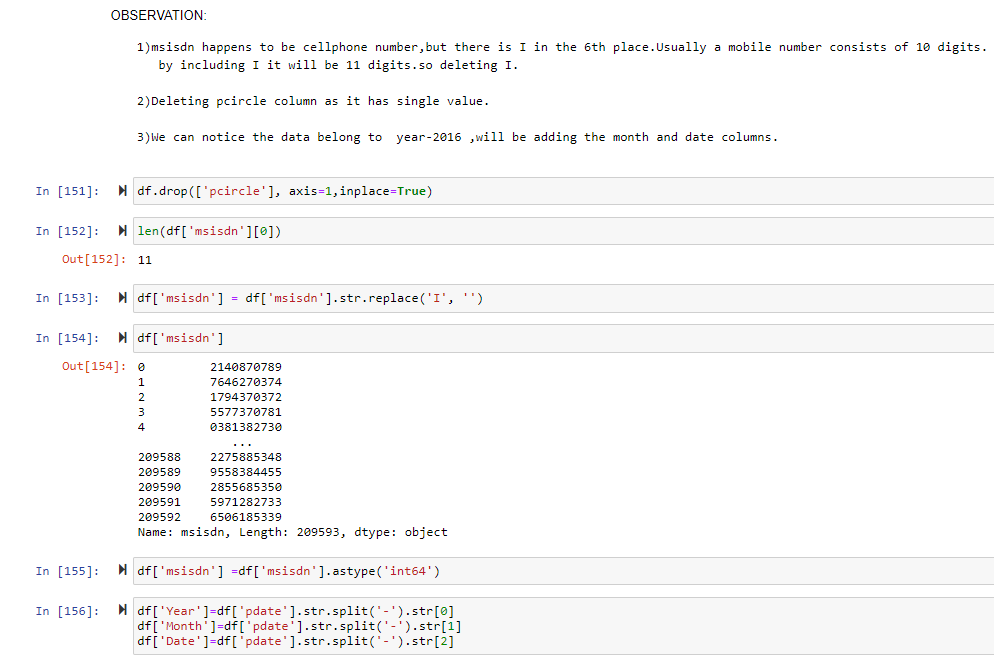 OBSERVATION:
1)msisdn happens to be cellphone number,but there is I in the 6th place.Usually a mobile number consists of 10 digits.
by including I it will be 11 digits.so deleting I.
2)Deleting pcircle column as it has single value.
3)We can notice the data belong to  year-2016 ,will be adding the month and date columns.
In [151]: df.drop(['pcircle'], axis=1,inplace=True)
In [152]: len(df['msisdn'][0])
Out[152]: 11
In [153]: df['msisdn'] = df['msisdn'].str.replace('I', '')
In [154]: df['msisdn']
Out[154]: 0         2140870789
1         7646270374
2         1794370372
3         5577370781
4         0381382730
...
209588    2275885348
209589    9558384455
209590    2855685350
209591    5971282733
209592    6506185339
Name: msisdn, Length: 209593, dtype: object
In [155]: df['msisdn'] =df['msisdn'].astype('int64')
In [156]: df['Year']=df['pdate'].str.split('-').str[0]
df['Month']=df['pdate'].str.split('-').str[1]
df['Date']=df['pdate'].str.split('-').str[2]